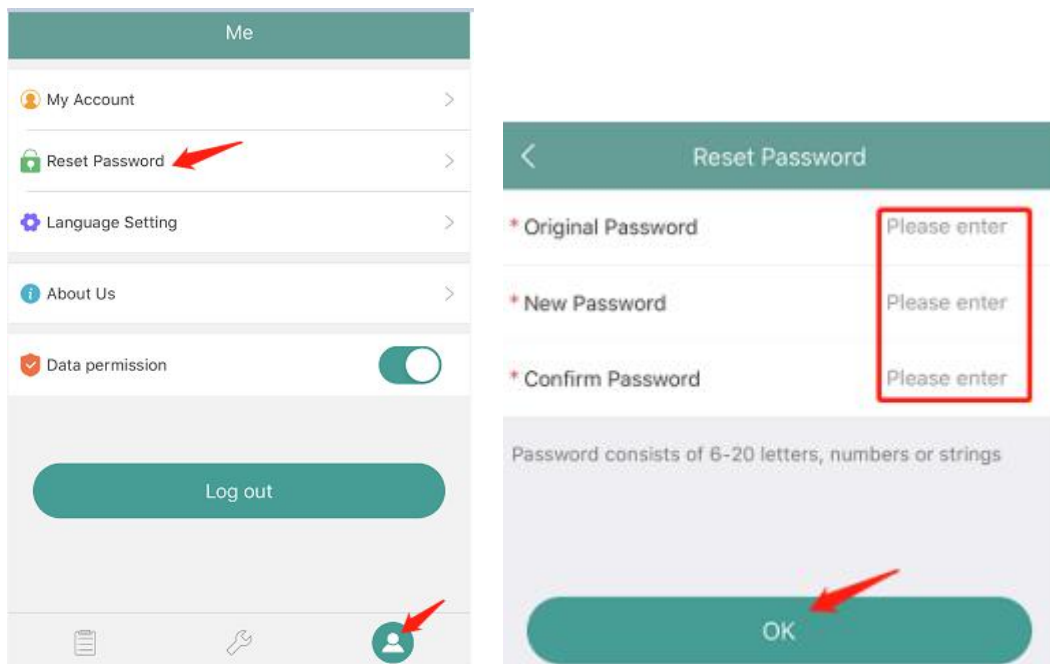 Me
My Account
Reset Password
Language Setting
About Us
Data permission
Log out
Reset Password
* Original Password Please enter
* New Password Please enter
* Confirm Password Please enter
Password consists of 6-20 letters, numbers or strings
OK